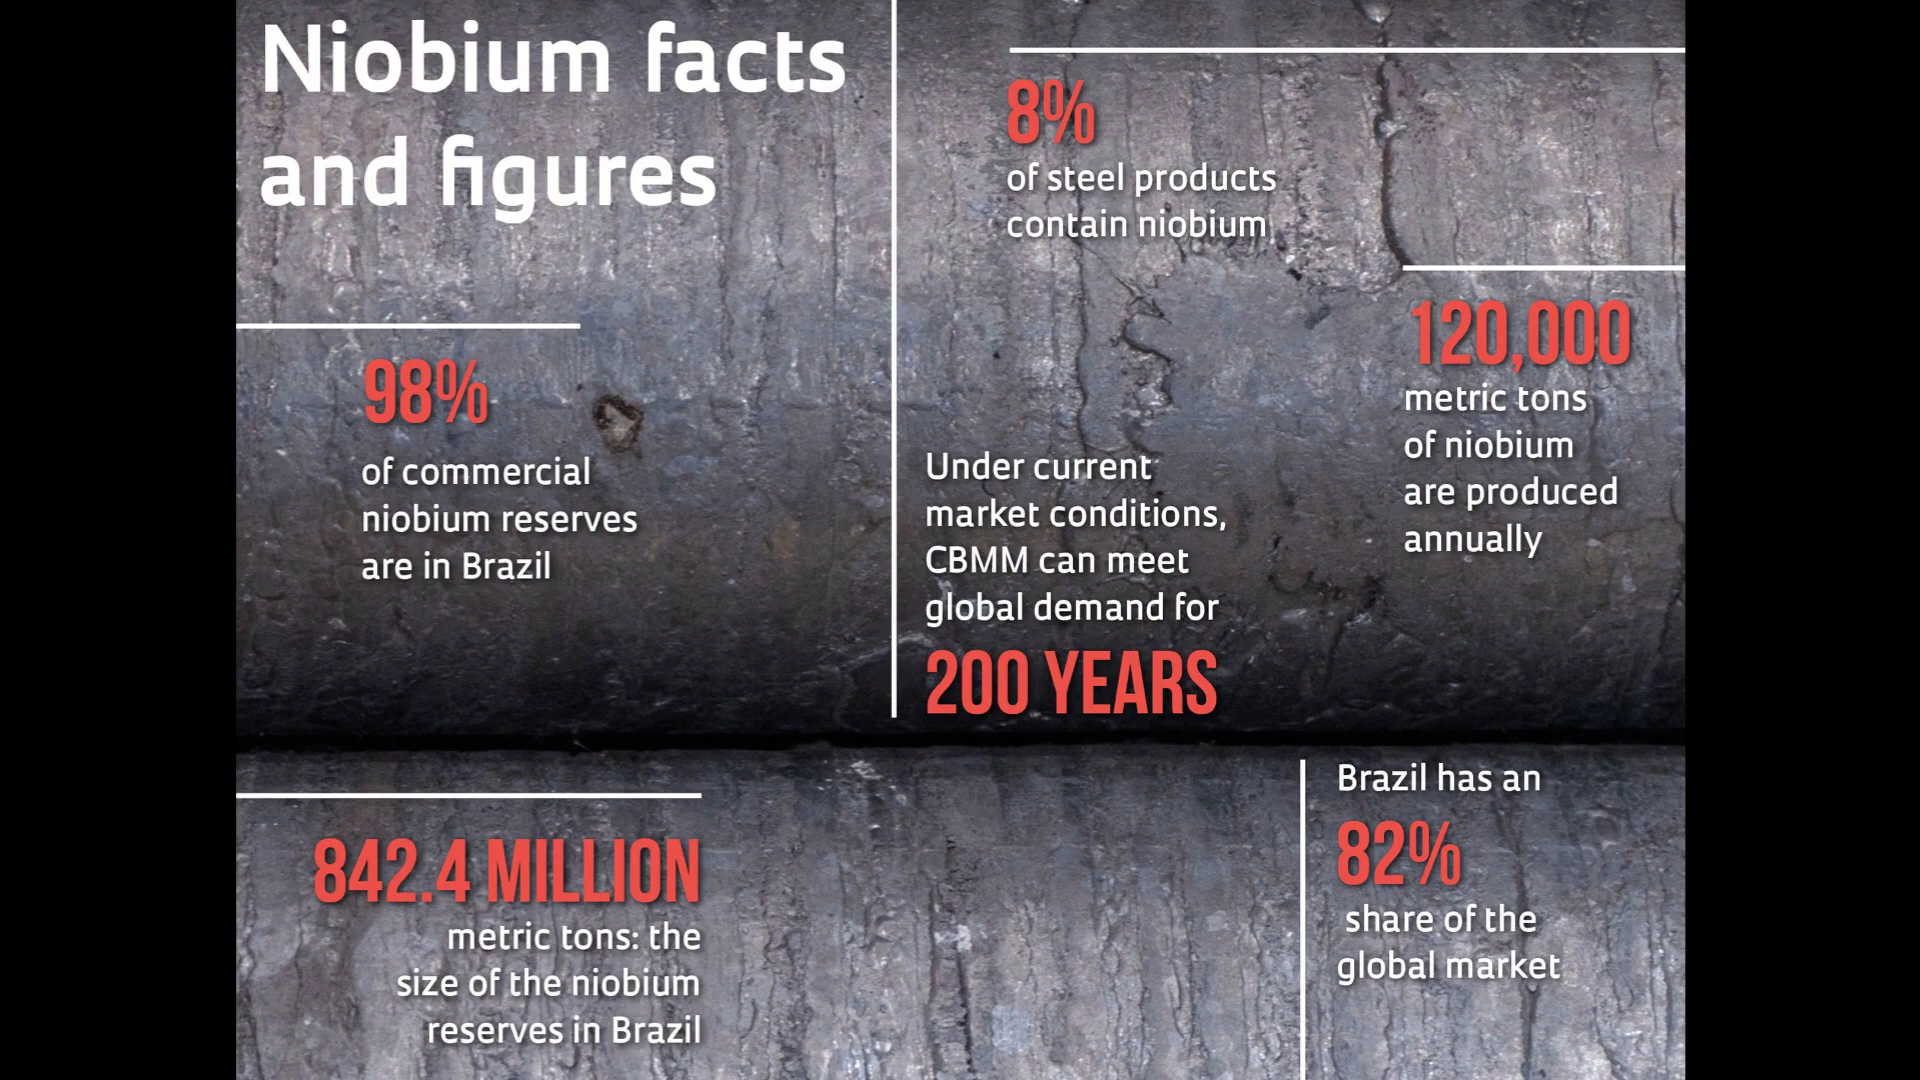 Niobium facts
and figures
98%
of commercial
niobium reserves
are in Brazil
8%
of steel products
contain niobium
120,000
metric tons
of niobium
are produced
annually
Under current
market conditions,
CBMM can meet
global demand for
200 YEARS
842.4 MILLION
metric tons: the
size of the niobium
reserves in Brazil
Brazil has an
82%
share of the
global market